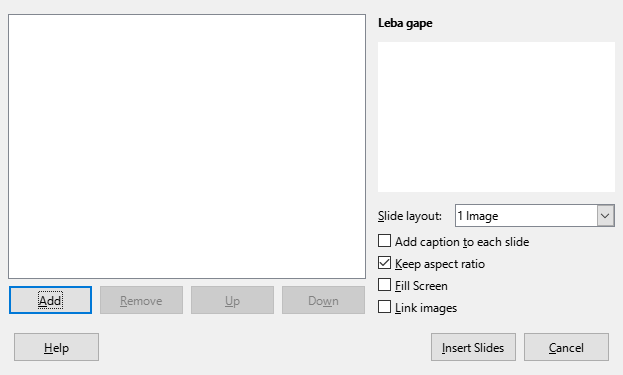 Leba gape
Slide layout: 1 Image
Add caption to each slide
Keep aspect ratio
Fill Screen
Link images
Add Remove Up Down
Help Insert Slides Cancel